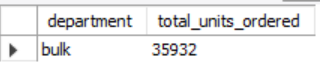 department total_units_ordered
bulk 35932